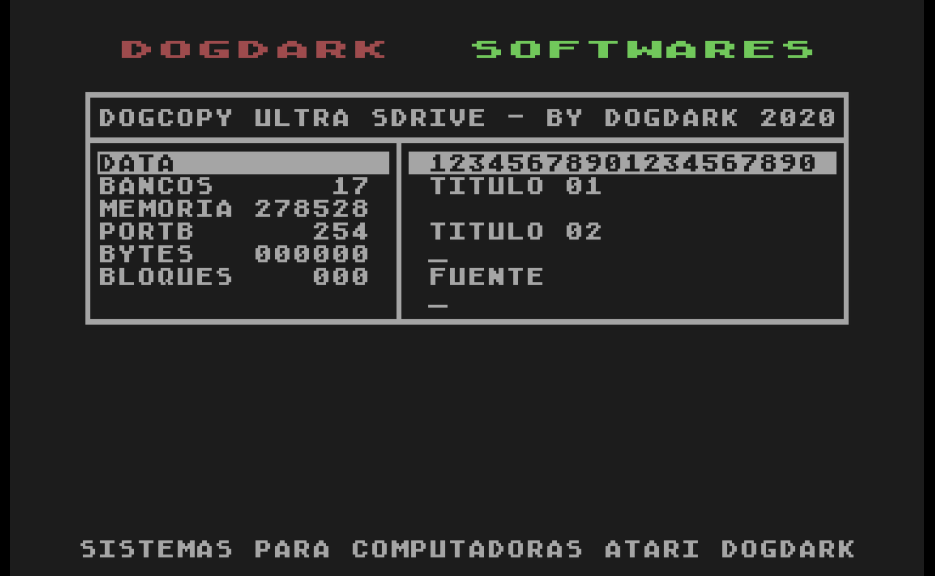 DOGDARK SOFTWARES
DOGCOPY ULTRA SDRIVE - BY DOGDARK 2020
DATA
BANCOS 17
MEMORIA 278528
PORTB 254
BYTES 000000
BLOQUES 000
12345678901234567890
TITULO 01
TITULO 02
_
FUENTE
_
SISTEMAS PARA COMPUTADORAS ATARI DOGDARK